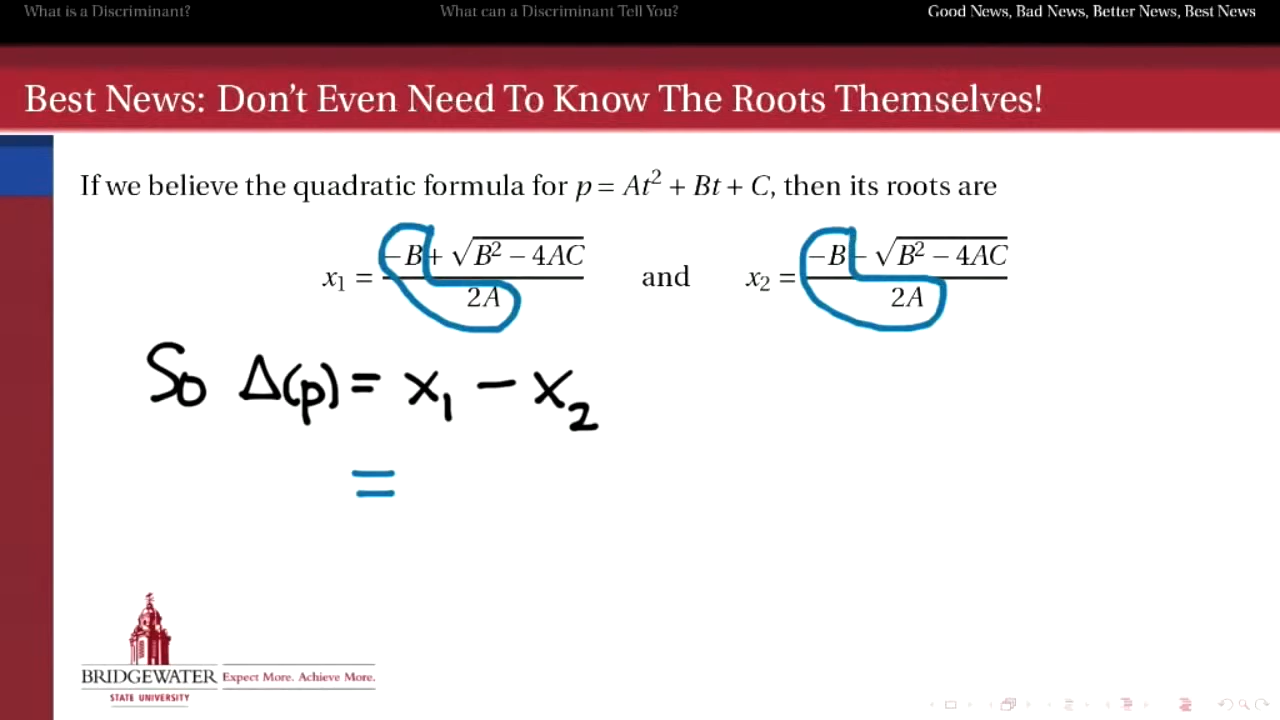 What is a Discriminant? What can a Discriminant Tell You? Good News, Bad News, Better News, Best News
Best News: Don't Even Need To Know The Roots Themselves!
If we believe the quadratic formula for p = At² + Bt + C, then its roots are
x₁ = (−B + √(B² − 4AC)) / 2A and x₂ = (−B − √(B² − 4AC)) / 2A
So Δ(p) = x₁ − x₂
=
BRIDGEWATER Expect More. Achieve More.
STATE UNIVERSITY